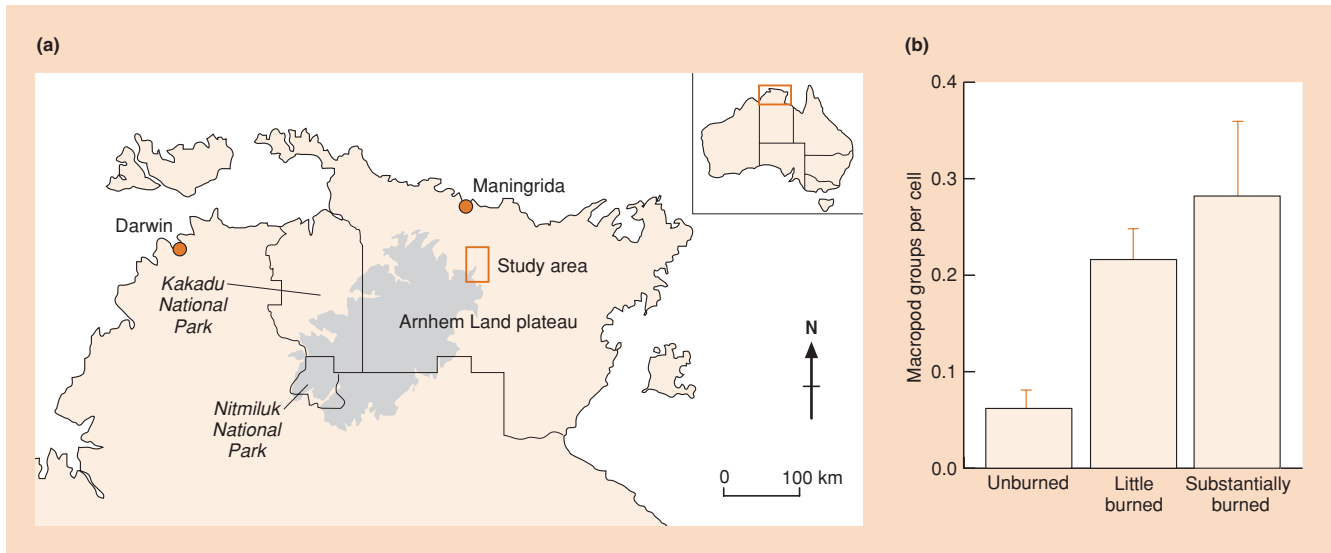 (a)
Maningrida
Darwin
Study area
Kakadu
National
Park
Arnhem Land plateau
N
Nitmiluk
National
Park
0 100 km
(b)
Macropod groups per cell
0.4
0.3
0.2
0.1
0.0
Unburned
Little
burned
Substantially
burned